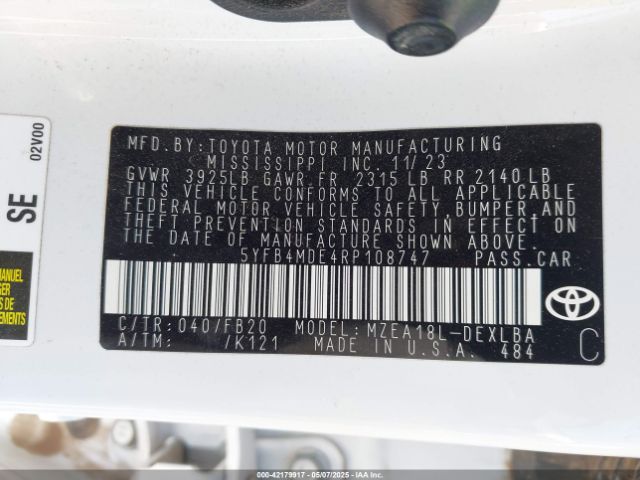 MFD.BY:TOYOTA MOTOR MANUFACTURING
MISSISSIPPI INC. 11/23
GVWR 3925LB GAWR FR 2315 LB RR 2140 LB
THIS VEHICLE CONFORMS TO ALL APPLICABLE
FEDERAL MOTOR VEHICLE SAFETY, BUMPER, AND
THEFT PREVENTION STANDARDS IN EFFECT ON
THE DATE OF MANUFACTURE SHOWN ABOVE.
5YFB4MDE4RP108747 PASS.CAR
C/TR: 040/FB20 MODEL: MZEA18L-DEXLBA
A/TM: /K121 MADE IN U.S.A. 484
C
02V00
SE
MANUEL
000-42179917 - 05/07/2025 - IAAI.COM